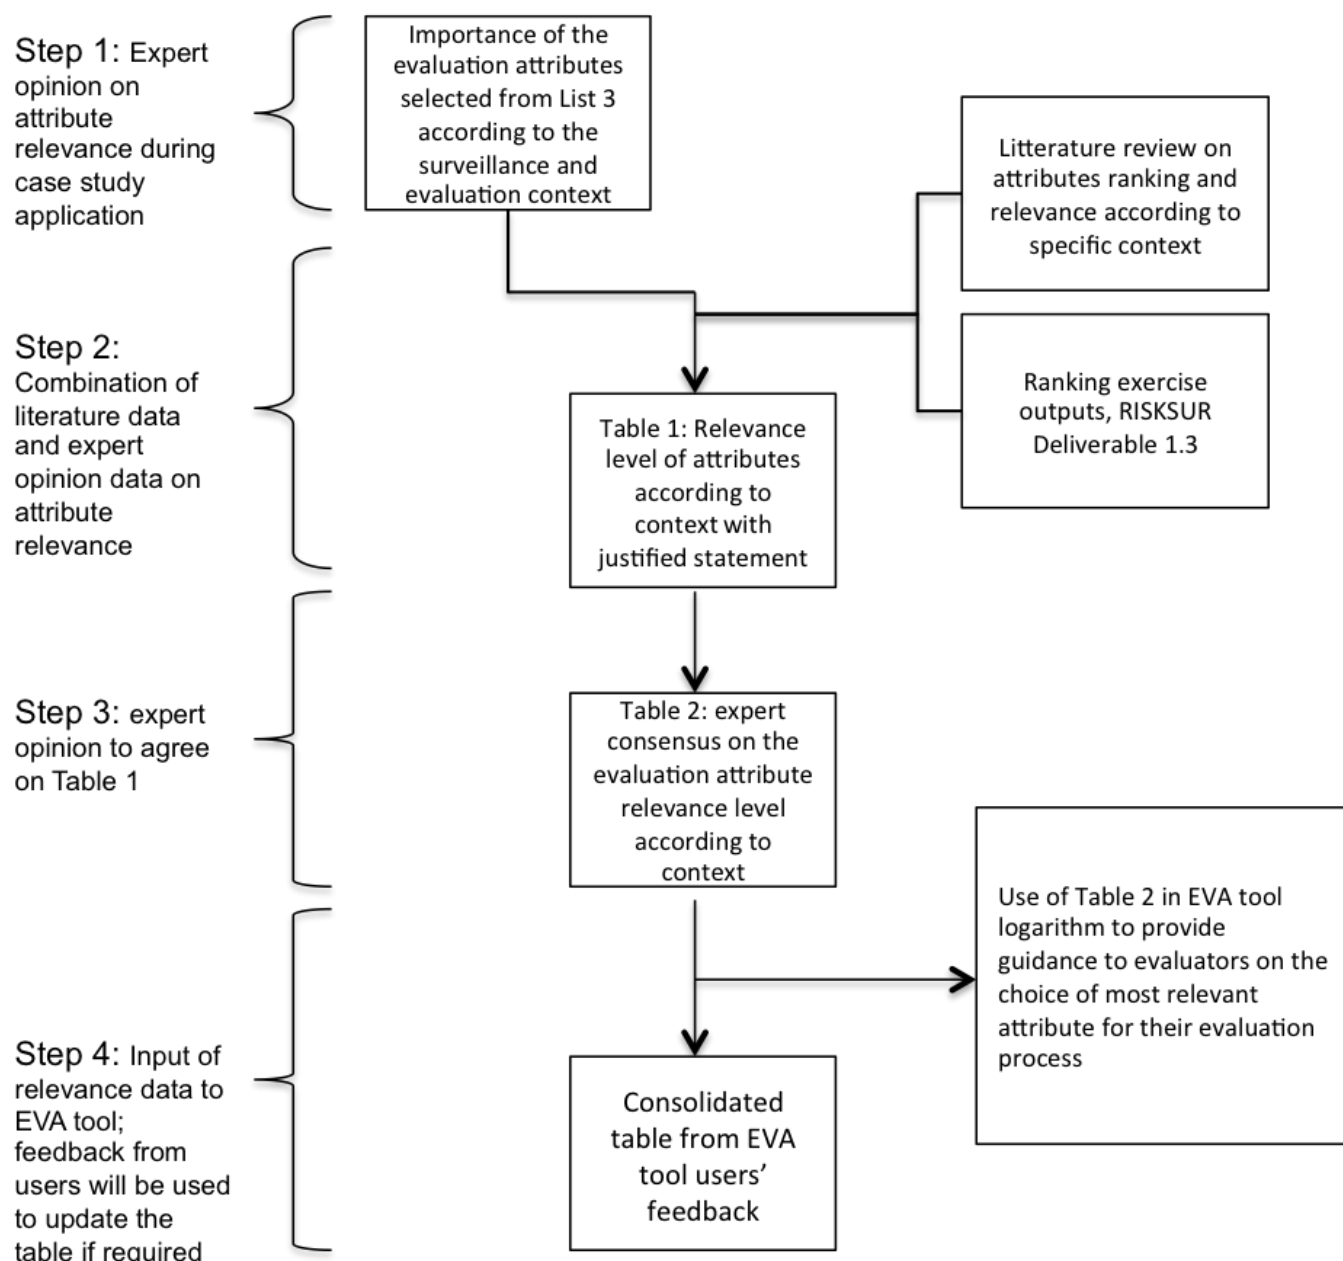 Step 1: Expert
opinion on
attribute
relevance during
case study
application
Importance of the
evaluation attributes
selected from List 3
according to the
surveillance and
evaluation context
Litterature review on
attributes ranking and
relevance according to
specific context
Step 2:
Combination of
literature data
and expert
opinion data on
attribute
relevance
Ranking exercise
outputs, RISKSUR
Deliverable 1.3
Table 1: Relevance
level of attributes
according to
context with
justified statement
Step 3: expert
opinion to agree
on Table 1
Table 2: expert
consensus on the
evaluation attribute
relevance level
according to
context
Use of Table 2 in EVA tool
logarithm to provide
guidance to evaluators on the
choice of most relevant
attribute for their evaluation
process
Step 4: Input of
relevance data to
EVA tool;
feedback from
users will be used
to update the
table if required
Consolidated
table from EVA
tool users’
feedback